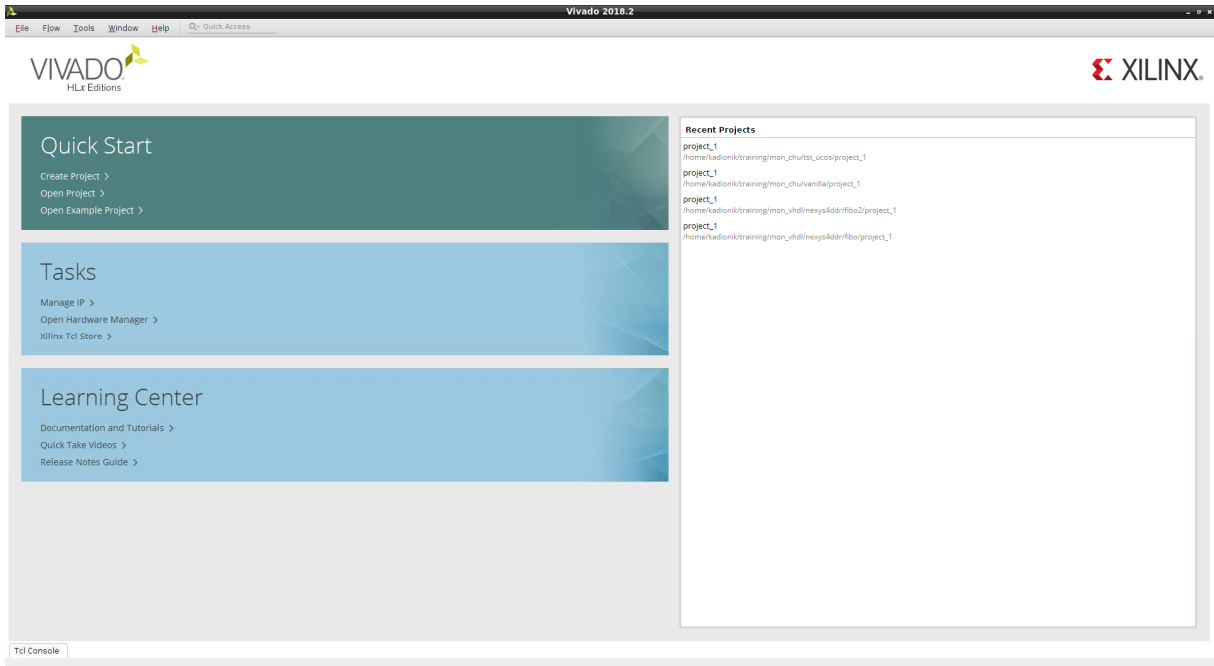 Vivado 2018.2
File Flow Tools Window Help Q- Quick Access
VIVADO.
HLx Editions
XILINX.
Quick Start
Create Project >
Open Project >
Open Example Project >
Tasks
Manage IP >
Open Hardware Manager >
Xilinx Tcl Store >
Learning Center
Documentation and Tutorials >
Quick Take Videos >
Release Notes Guide >
Recent Projects
project_1
/home/kadionik/training/mon_chu/tst_ucos/project_1
project_1
/home/kadionik/training/mon_chu/vanilla/project_1
project_1
/home/kadionik/training/mon_vhdl/nexys4ddr/fibo2/project_1
project_1
/home/kadionik/training/mon_vhdl/nexys4ddr/fibo/project_1
Tcl Console